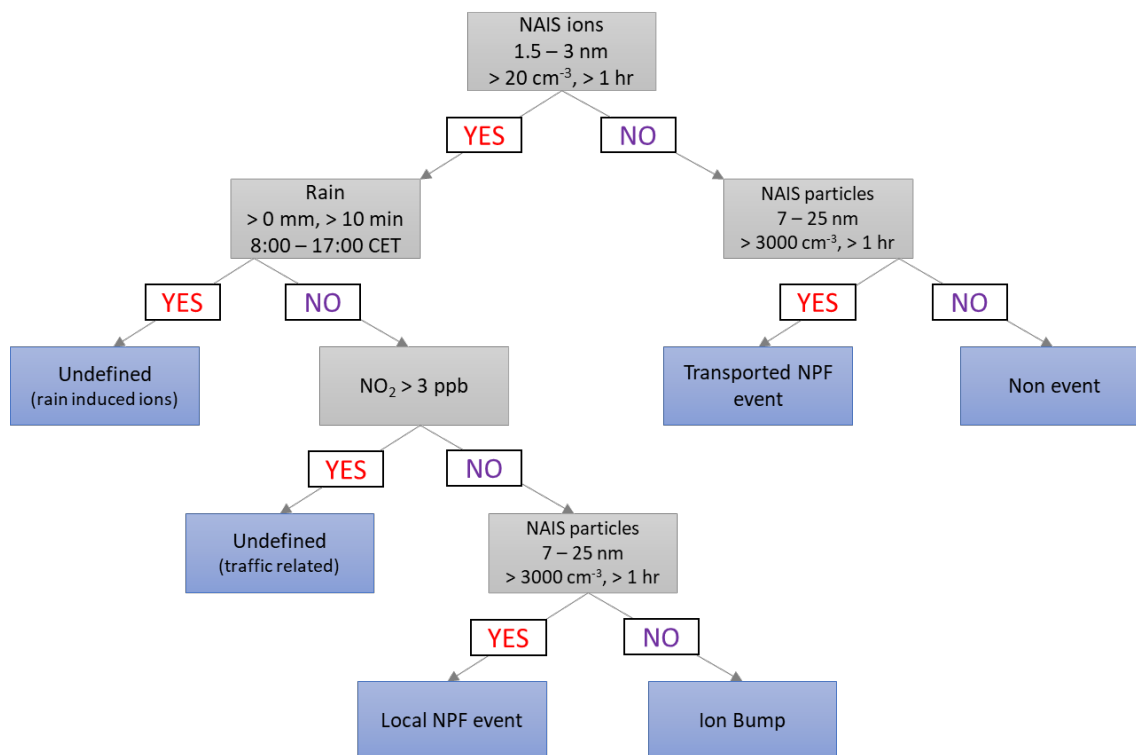 NAIS ions
1.5 – 3 nm
> 20 cm⁻³, > 1 hr
YES
NO
Rain
> 0 mm, > 10 min
8:00 – 17:00 CET
NAIS particles
7 – 25 nm
> 3000 cm⁻³, > 1 hr
YES
NO
YES
NO
Undefined
(rain induced ions)
NO₂ > 3 ppb
Transported NPF
event
Non event
YES
NO
Undefined
(traffic related)
NAIS particles
7 – 25 nm
> 3000 cm⁻³, > 1 hr
YES
NO
Local NPF event
Ion Bump